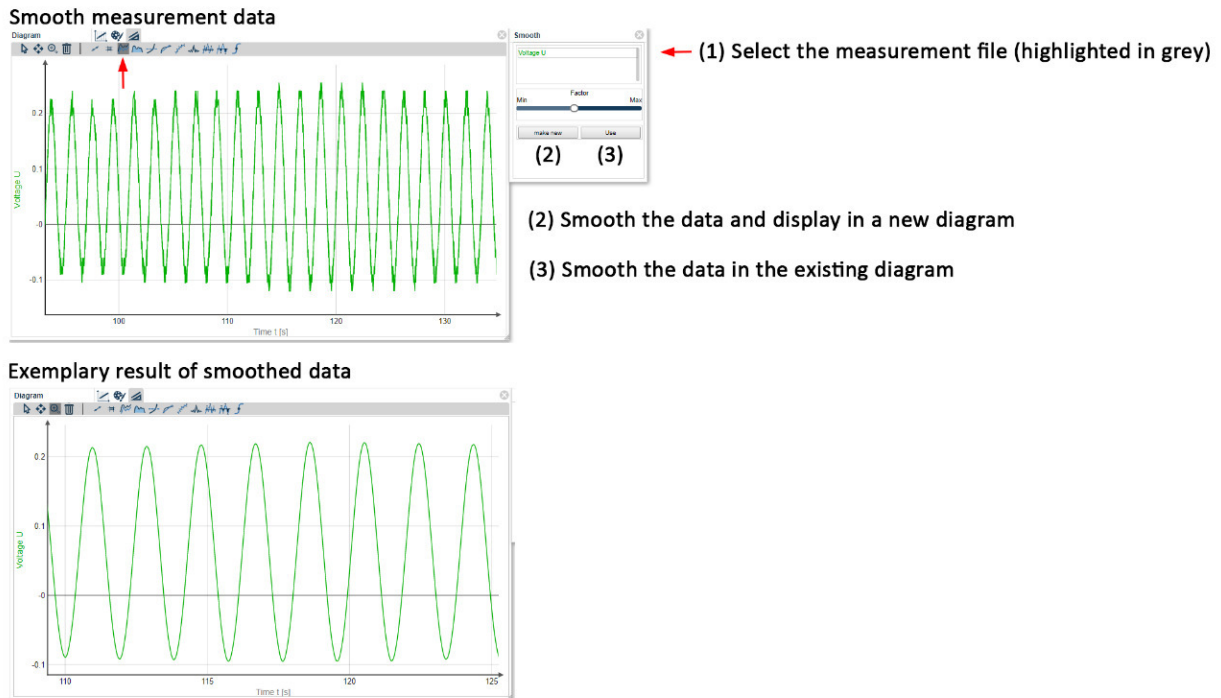 Smooth measurement data
Diagram
Smooth
Voltage U
(1) Select the measurement file (highlighted in grey)
Factor
Min
Max
make new
Use
(2)
(3)
0.2
0.1
-0
-0.1
Voltage U
100
110
120
130
Time t [s]
(2) Smooth the data and display in a new diagram
(3) Smooth the data in the existing diagram
Exemplary result of smoothed data
Diagram
0.2
0.1
-0
-0.1
Voltage U
110
115
120
125
Time t [s]